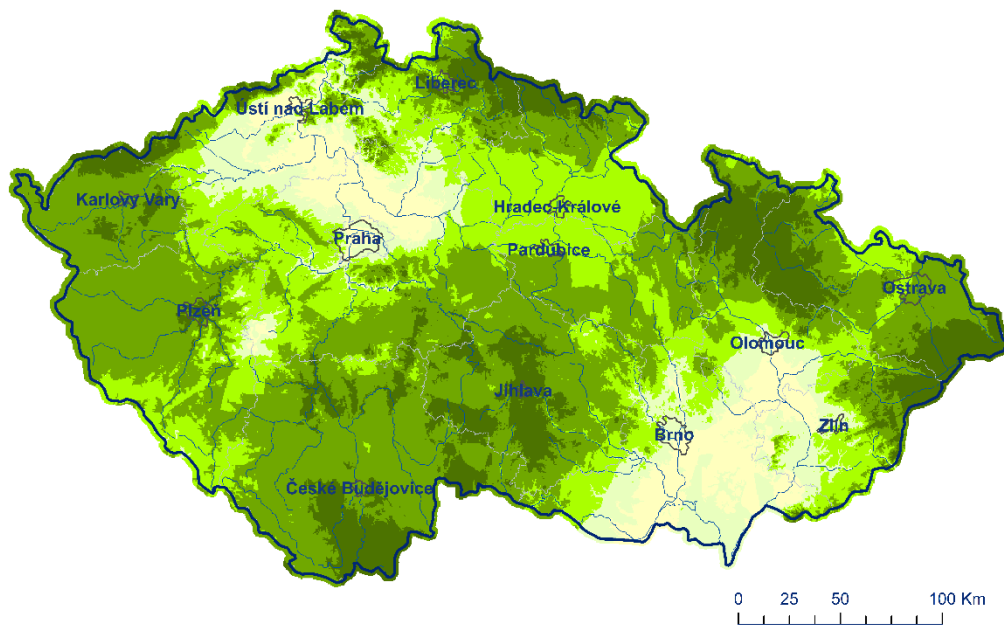 Liberec
Ústí nad Labem
Karlovy Vary
Hradec Králové
Praha
Pardubice
Ostrava
Plzeň
Olomouc
Jihlava
Zlín
Brno
České Budějovice
0 25 50 100 Km